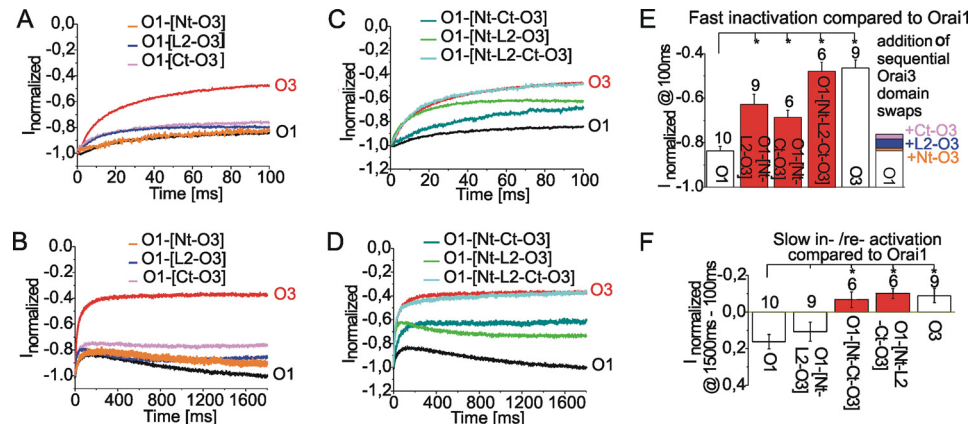 A
O1-[Nt-O3]
O1-[L2-O3]
O1-[Ct-O3]
I normalized
0,0
-0.2
-0.4
-0.6
-0.8
-1.0
O3
O1
0 20 40 60 80 100
Time [ms]
B
O1-[Nt-O3]
O1-[L2-O3]
O1-[Ct-O3]
I normalized
0,0
-0.2
-0.4
-0.6
-0.8
-1.0
-1,2
O3
O1
0 400 800 1200 1600
Time [ms]
C
O1-[Nt-Ct-O3]
O1-[Nt-L2-O3]
O1-[Nt-L2-Ct-O3]
I normalized
0,0
-0.2
-0.4
-0.6
-0.8
-1.0
-1,2
O3
O1
0 20 40 60 80 100
Time [ms]
D
O1-[Nt-Ct-O3]
O1-[Nt-L2-O3]
O1-[Nt-L2-Ct-O3]
I normalized
0,0
-0.2
-0.4
-0.6
-0.8
-1.0
-1,2
O3
O1
0 400 800 1200 1600
Time [ms]
E
Fast inactivation compared to Orai1
* * * *
I normalized @ 100ms
-0.4
-0.6
-0.8
-1.0
10
9
6
6
9
O1
O1-[Nt-
L2-O3]
O1-[Nt-
Ct-O3]
O1-[Nt-L2-Ct-O3]
O3
O1
addition of
sequential
Orai3
domain
swaps
+Ct-O3
+L2-O3
+Nt-O3
F
Slow in- /re- activation
compared to Orai1
* * *
I normalized
@ 1500ms - 100ms
-0.2
0.0
0.2
0,4
10
9
6
6
9
O1
O1-[Nt-
L2-O3]
O1-[Nt-Ct-O3]
O1-[Nt-L2
-Ct-O3]
O3